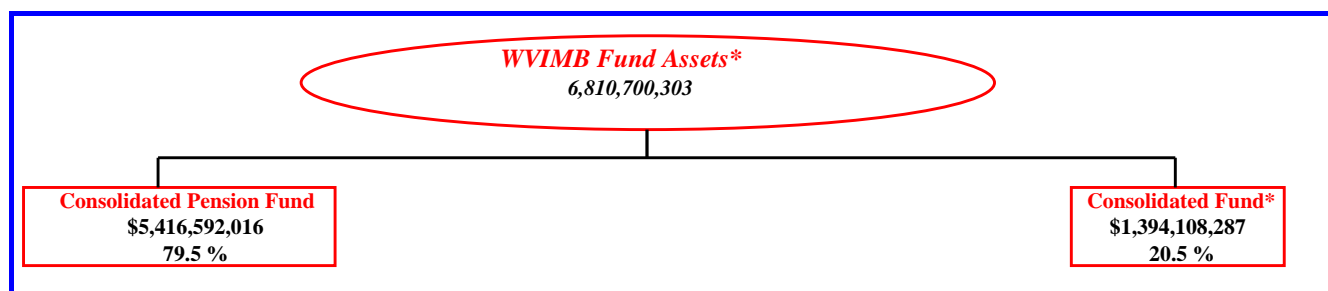 WVIMB Fund Assets*
6,810,700,303
Consolidated Pension Fund
$5,416,592,016
79.5 %
Consolidated Fund*
$1,394,108,287
20.5 %